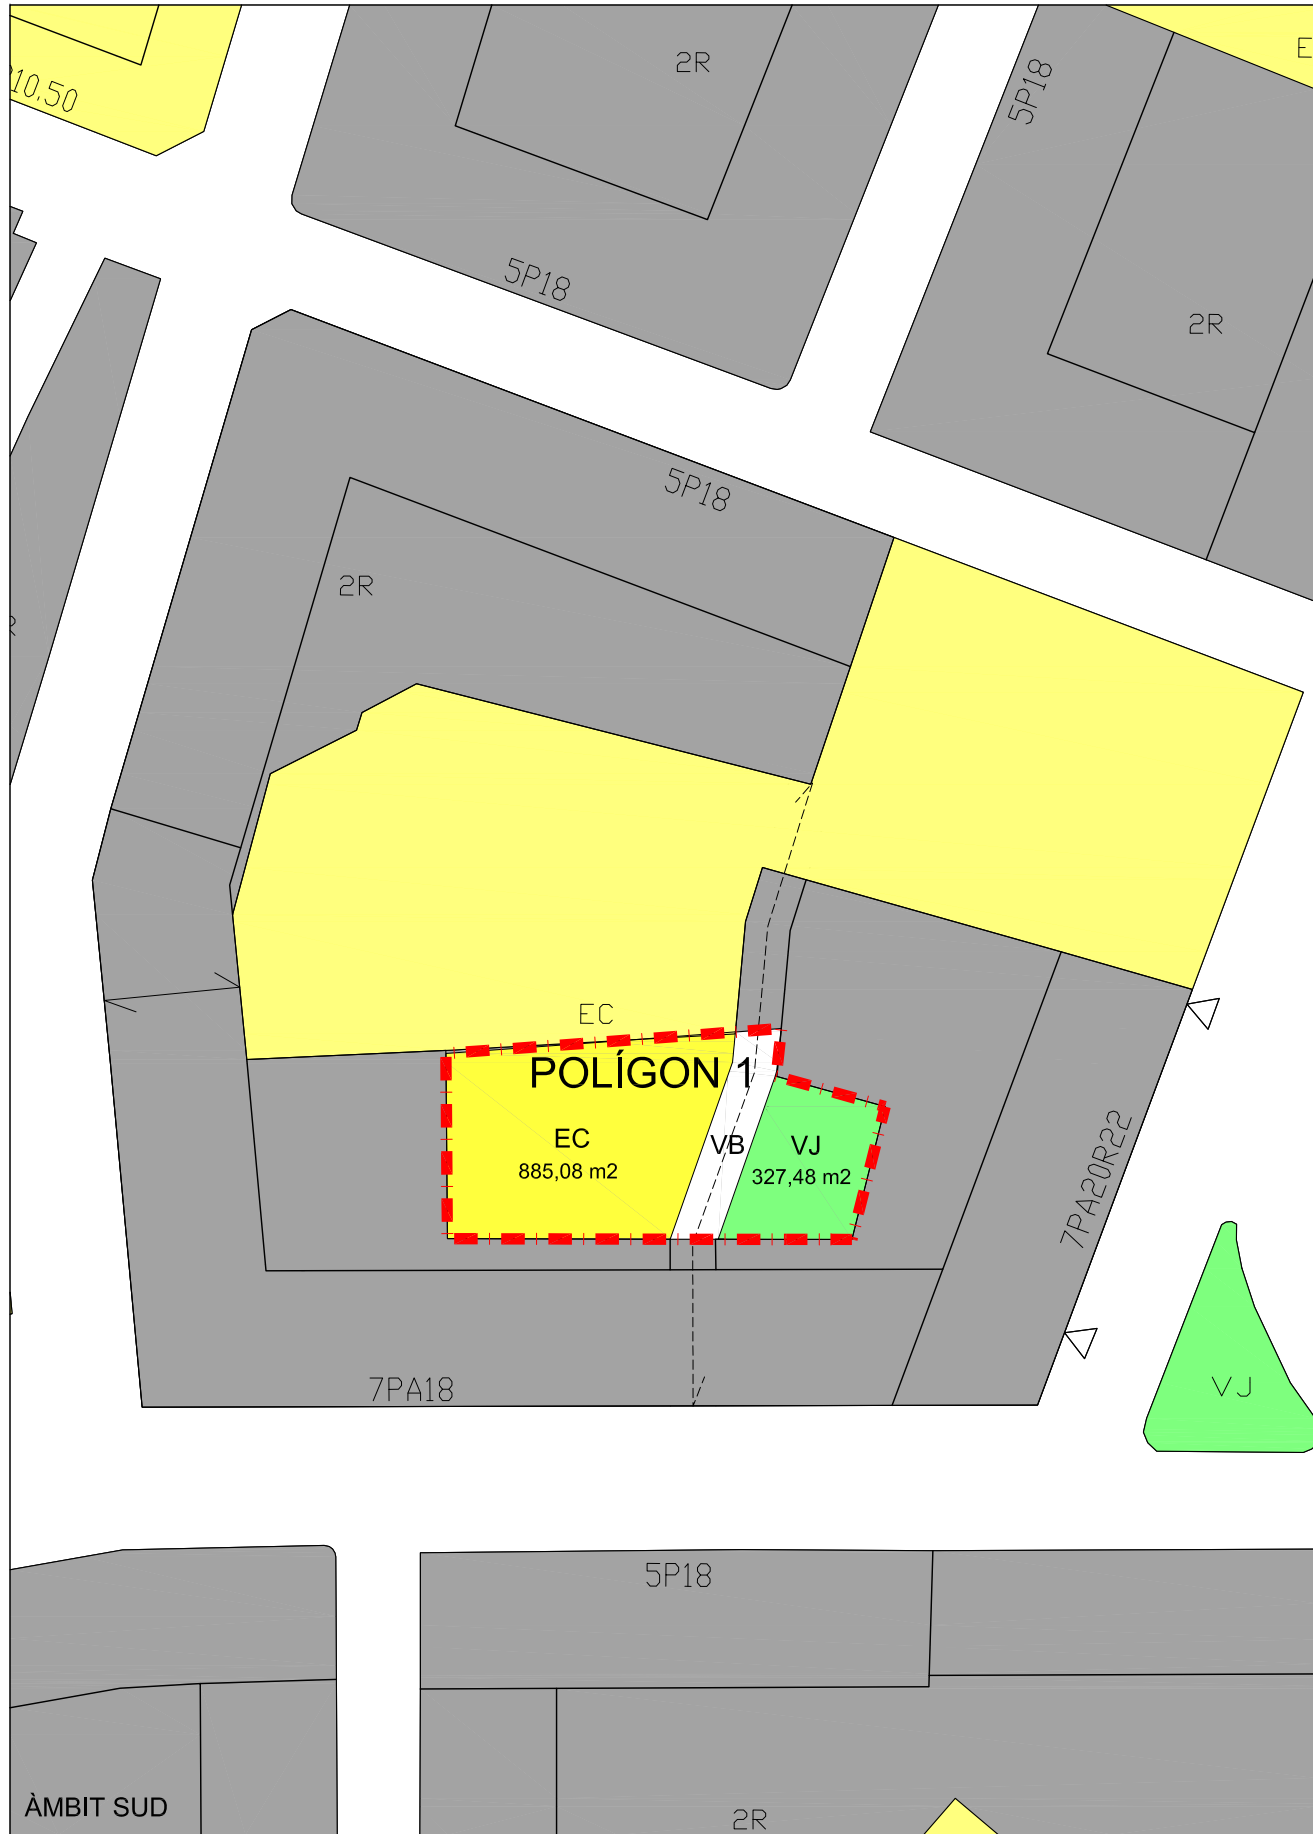 2R
E
5P18
10.50
5P18
2R
5P18
2R
EC
POLÍGON 1
EC
885,08 m2
VB
VJ
327,48 m2
7PA20R22
7PA18
VJ
5P18
ÀMBIT SUD
2R